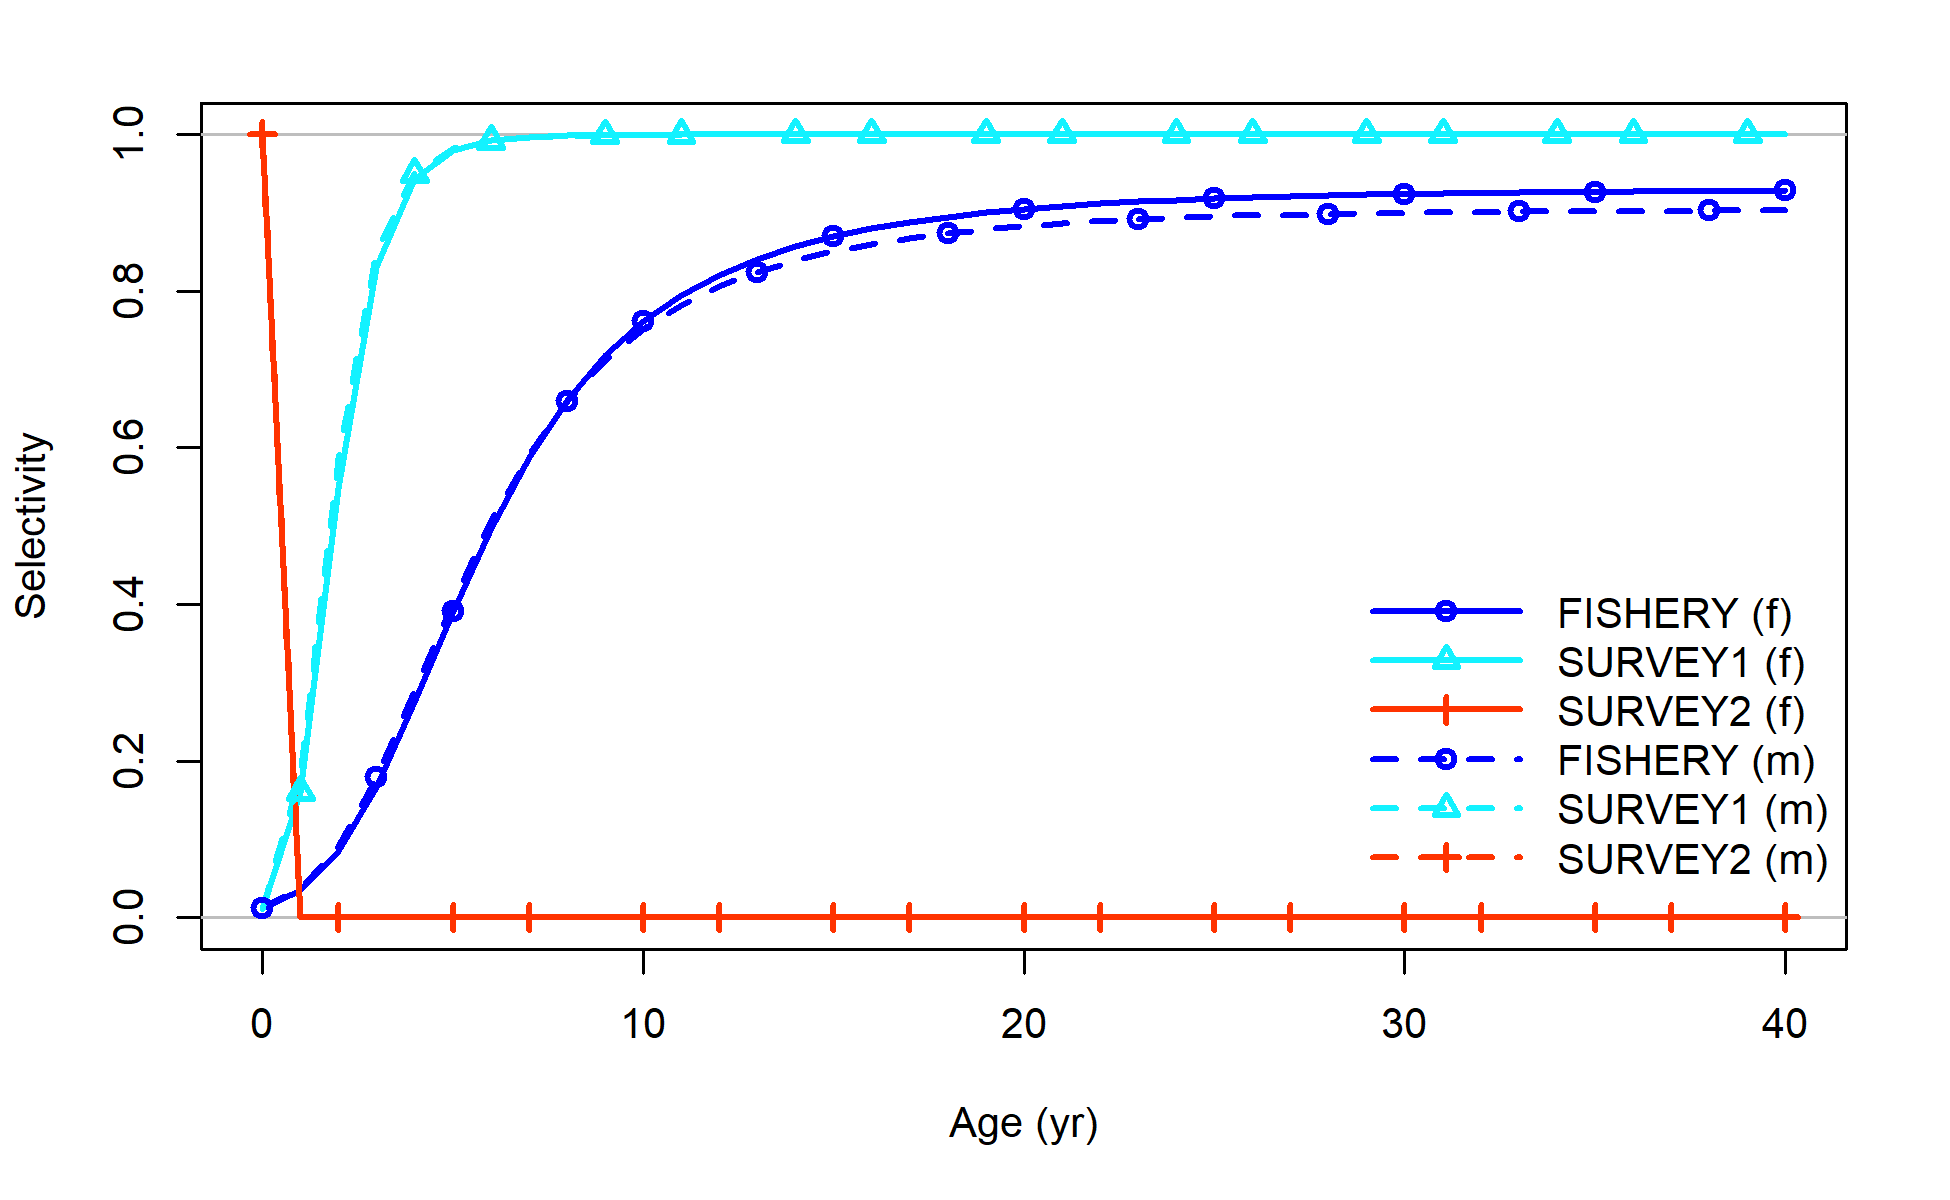 1.0
0.8
0.6
0.4
0.2
0.0
Selectivity
FISHERY (f)
SURVEY1 (f)
SURVEY2 (f)
FISHERY (m)
SURVEY1 (m)
SURVEY2 (m)
0 10 20 30 40
Age (yr)